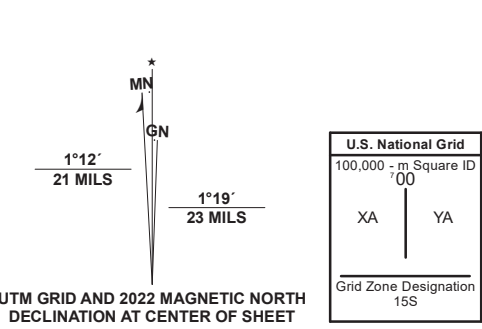 ★
MN
GN
1°12´
21 MILS
1°19´
23 MILS
UTM GRID AND 2022 MAGNETIC NORTH
DECLINATION AT CENTER OF SHEET
U.S. National Grid
100,000 - m Square ID
⁷00
XA YA
Grid Zone Designation
15S